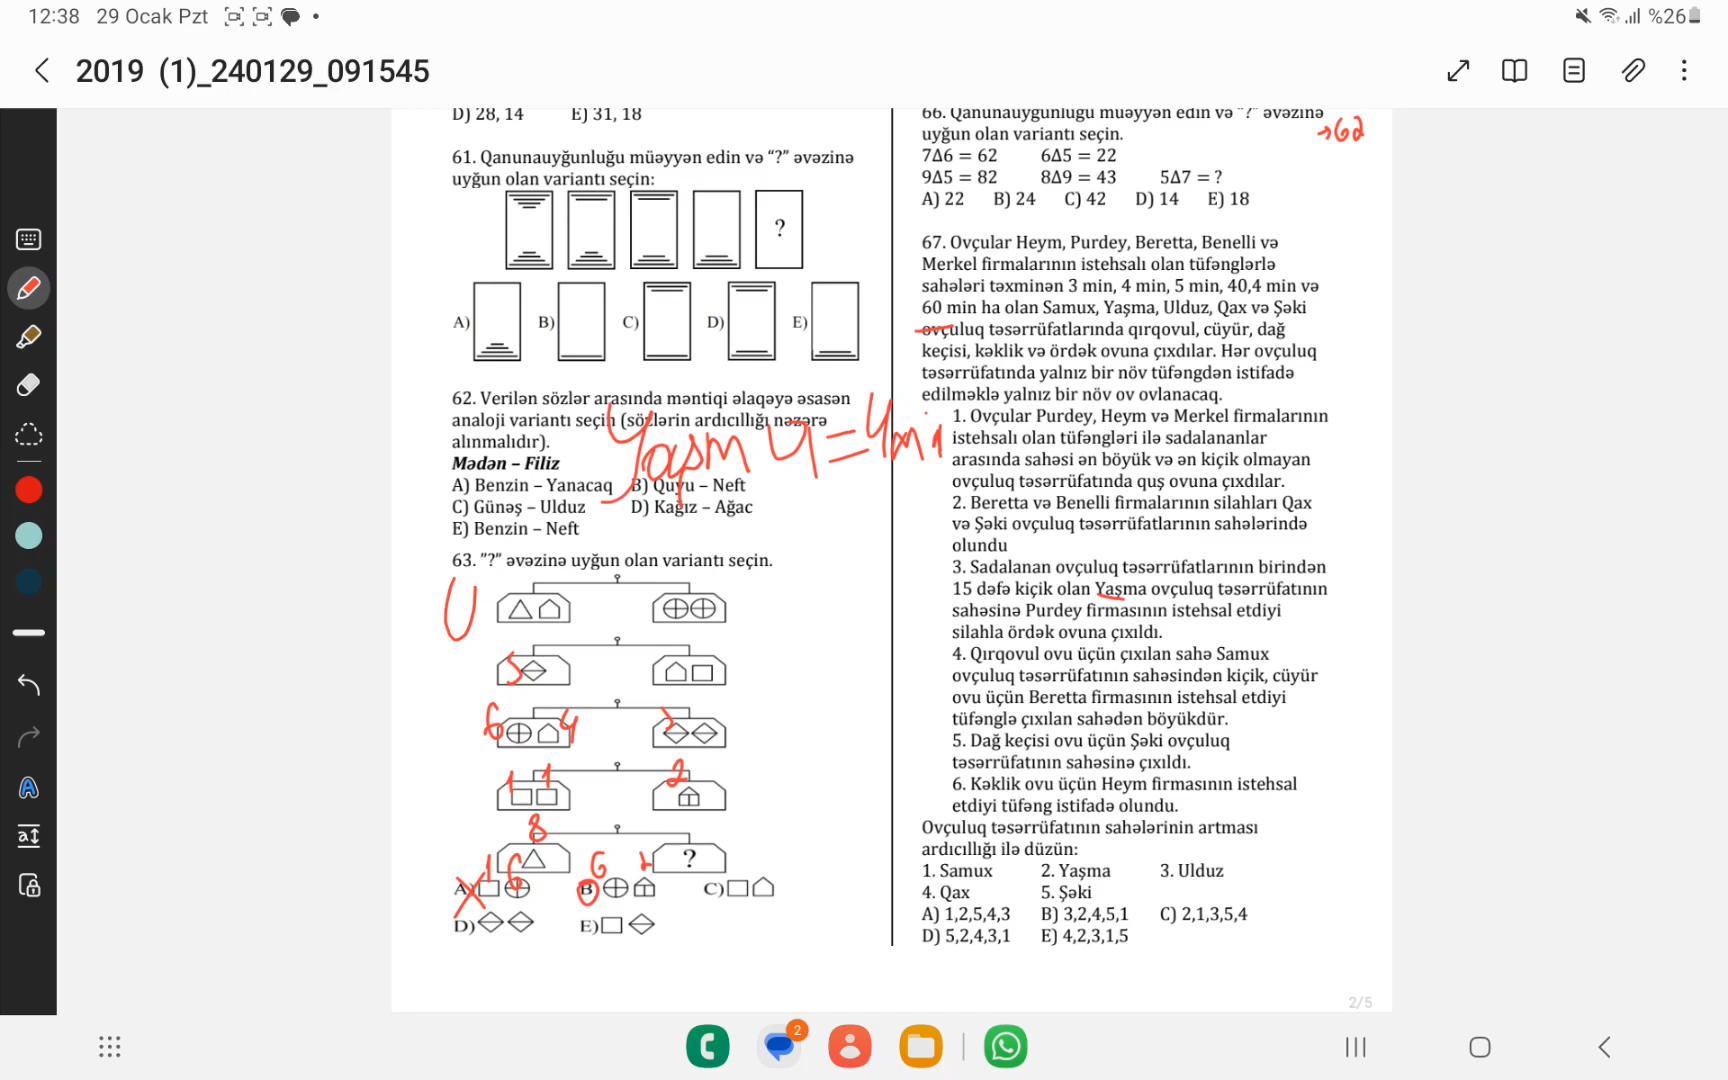 12:38 29 Ocak Pzt
%26
2019 (1)_240129_091545
D) 28, 14 E) 31, 18
61. Qanunauyğunluğu müəyyən edin və “?” əvəzinə
uyğun olan variantı seçin:
?
A) B) C) D) E)
62. Verilən sözlər arasında məntiqi əlaqəyə əsasən
analoji variantı seçin (sözlərin ardıcıllığı nəzərə
alınmalıdır).
Mədən – Filiz
A) Benzin – Yanacaq B) Quyu – Neft
C) Günəş – Ulduz D) Kağız – Ağac
E) Benzin – Neft
Yaşm 4 = 4 min
63. ”?” əvəzinə uyğun olan variantı seçin.
5
6 4 3
1 1 2
8
?
1 6 6 2
A) B) C)
D) E)
66. Qanunauyğunluğu müəyyən edin və “?” əvəzinə
uyğun olan variantı seçin.
→62
7Δ6 = 62 6Δ5 = 22
9Δ5 = 82 8Δ9 = 43 5Δ7 = ?
A) 22 B) 24 C) 42 D) 14 E) 18
67. Ovçular Heym, Purdey, Beretta, Benelli və
Merkel firmalarının istehsalı olan tüfənglərlə
sahələri təxminən 3 min, 4 min, 5 min, 40,4 min və
60 min ha olan Samux, Yaşma, Ulduz, Qax və Şəki
ovçuluq təsərrüfatlarında qırqovul, cüyür, dağ
keçisi, kəklik və ördək ovuna çıxdılar. Hər ovçuluq
təsərrüfatında yalnız bir növ tüfəngdən istifadə
edilməklə yalnız bir növ ov ovlanacaq.
1. Ovçular Purdey, Heym və Merkel firmalarının
istehsalı olan tüfəngləri ilə sadalananlar
arasında sahəsi ən böyük və ən kiçik olmayan
ovçuluq təsərrüfatında quş ovuna çıxdılar.
2. Beretta və Benelli firmalarının silahları Qax
və Şəki ovçuluq təsərrüfatlarının sahələrində
olundu
3. Sadalanan ovçuluq təsərrüfatlarının birindən
15 dəfə kiçik olan Yaşma ovçuluq təsərrüfatının
sahəsinə Purdey firmasının istehsal etdiyi
silahla ördək ovuna çıxıldı.
4. Qırqovul ovu üçün çıxılan sahə Samux
ovçuluq təsərrüfatının sahəsindən kiçik, cüyür
ovu üçün Beretta firmasının istehsal etdiyi
tüfənglə çıxılan sahədən böyükdür.
5. Dağ keçisi ovu üçün Şəki ovçuluq
təsərrüfatının sahəsinə çıxıldı.
6. Kəklik ovu üçün Heym firmasının istehsal
etdiyi tüfəng istifadə olundu.
Ovçuluq təsərrüfatının sahələrinin artması
ardıcıllığı ilə düzün:
1. Samux 2. Yaşma 3. Ulduz
4. Qax 5. Şəki
A) 1,2,5,4,3 B) 3,2,4,5,1 C) 2,1,3,5,4
D) 5,2,4,3,1 E) 4,2,3,1,5
2/5
2